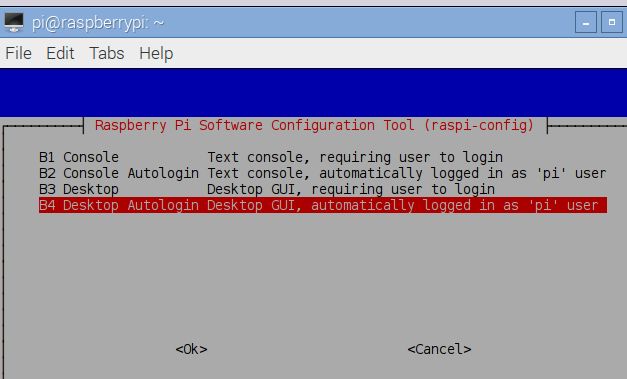 pi@raspberrypi: ~
File Edit Tabs Help
Raspberry Pi Software Configuration Tool (raspi-config)
B1 Console Text console, requiring user to login
B2 Console Autologin Text console, automatically logged in as 'pi' user
B3 Desktop Desktop GUI, requiring user to login
B4 Desktop Autologin Desktop GUI, automatically logged in as 'pi' user
<Ok> <Cancel>